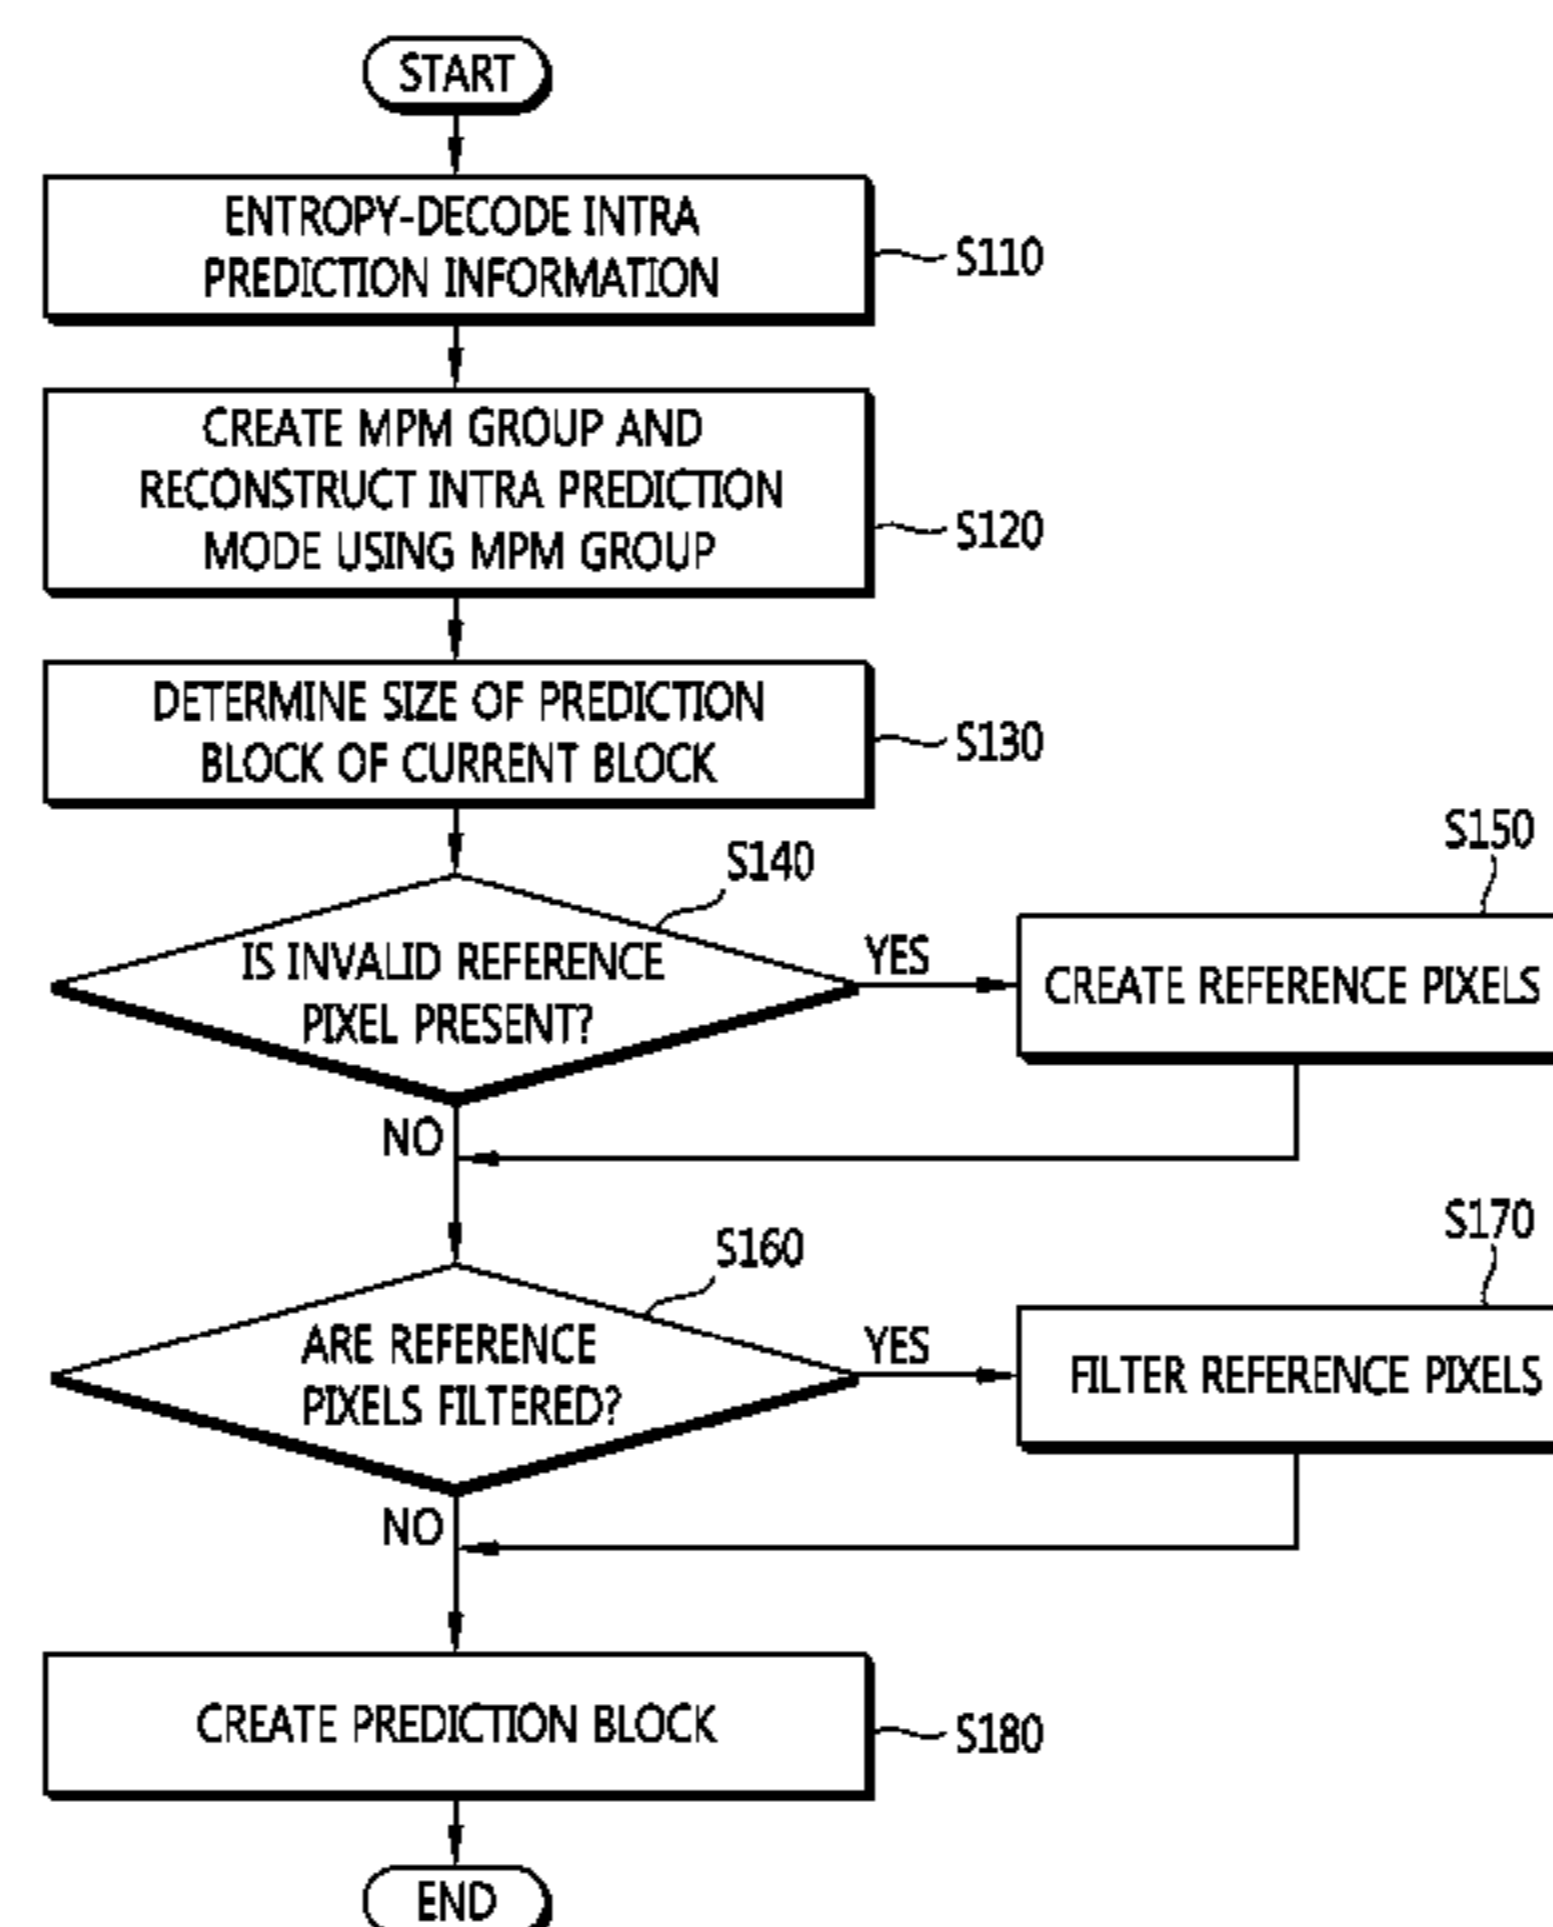 START
ENTROPY-DECODE INTRA
PREDICTION INFORMATION
S110
CREATE MPM GROUP AND
RECONSTRUCT INTRA PREDICTION
MODE USING MPM GROUP
S120
DETERMINE SIZE OF PREDICTION
BLOCK OF CURRENT BLOCK
S130
S140
IS INVALID REFERENCE
PIXEL PRESENT?
YES
S150
CREATE REFERENCE PIXELS
NO
S160
ARE REFERENCE
PIXELS FILTERED?
YES
S170
FILTER REFERENCE PIXELS
NO
CREATE PREDICTION BLOCK
S180
END